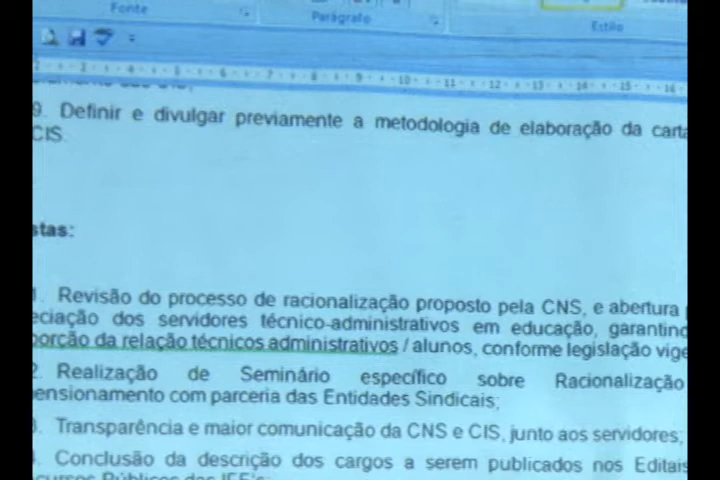 Fonte
Parágrafo
Estilo
9. Definir e divulgar previamente a metodologia de elaboração da carta
CIS.
stas:
1. Revisão do processo de racionalização proposto pela CNS, e abertura
eciação dos servidores técnico-administrativos em educação, garantind
porção da relação técnicos administrativos / alunos, conforme legislação vige
2. Realização de Seminário específico sobre Racionalização
ensionamento com parceria das Entidades Sindicais;
3. Transparência e maior comunicação da CNS e CIS, junto aos servidores;
4. Conclusão da descrição dos cargos a serem publicados nos Editais